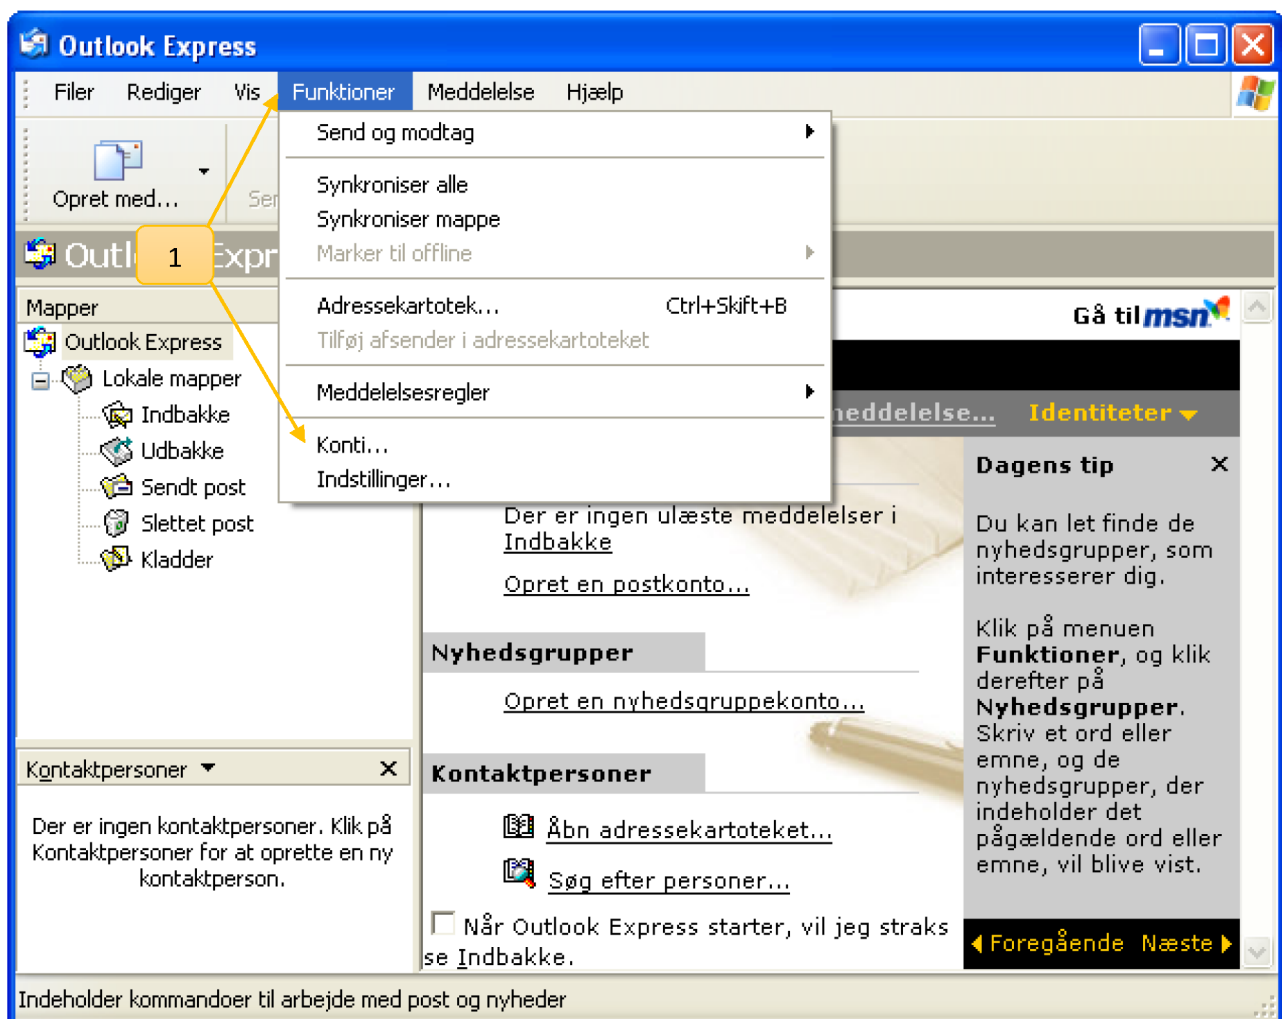 Outlook Express
Filer Rediger Vis Funktioner Meddelelse Hjælp
Send og modtag
Synkroniser alle
Synkroniser mappe
Marker til offline
Adressekartotek... Ctrl+Skift+B
Tilføj afsender i adressekartoteket
Meddelelsesregler
Konti...
Indstillinger...
Opret med...
1
Mapper
Outlook Express
Lokale mapper
Indbakke
Udbakke
Sendt post
Slettet post
Kladder
Kontaktpersoner
Der er ingen kontaktpersoner. Klik på
Kontaktpersoner for at oprette en ny
kontaktperson.
Gå til msn
Identiteter
Der er ingen ulæste meddelelser i
Indbakke
Opret en postkonto...
Nyhedsgrupper
Opret en nyhedsgruppekonto...
Kontaktpersoner
Åbn adressekartoteket...
Søg efter personer...
Når Outlook Express starter, vil jeg straks
se Indbakke.
Dagens tip
Du kan let finde de
nyhedsgrupper, som
interesserer dig.
Klik på menuen
Funktioner, og klik
derefter på
Nyhedsgrupper.
Skriv et ord eller
emne, og de
nyhedsgrupper, der
indeholder det
pågældende ord eller
emne, vil blive vist.
Foregående Næste
Indeholder kommandoer til arbejde med post og nyheder